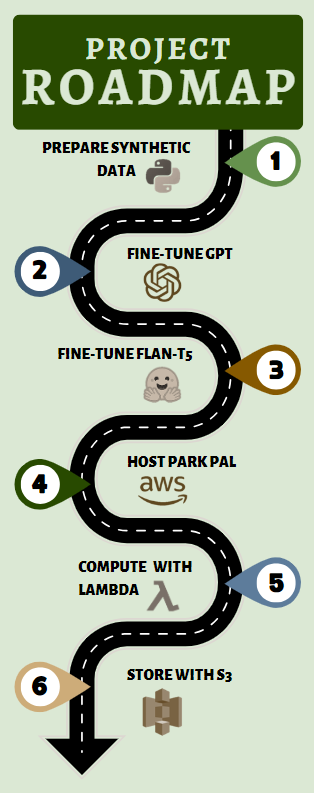 PROJECT
ROADMAP
PREPARE SYNTHETIC
DATA
1
FINE-TUNE GPT
2
FINE-TUNE FLAN-T5
3
HOST PARK PAL
aws
4
COMPUTE WITH
LAMBDA
5
STORE WITH S3
6